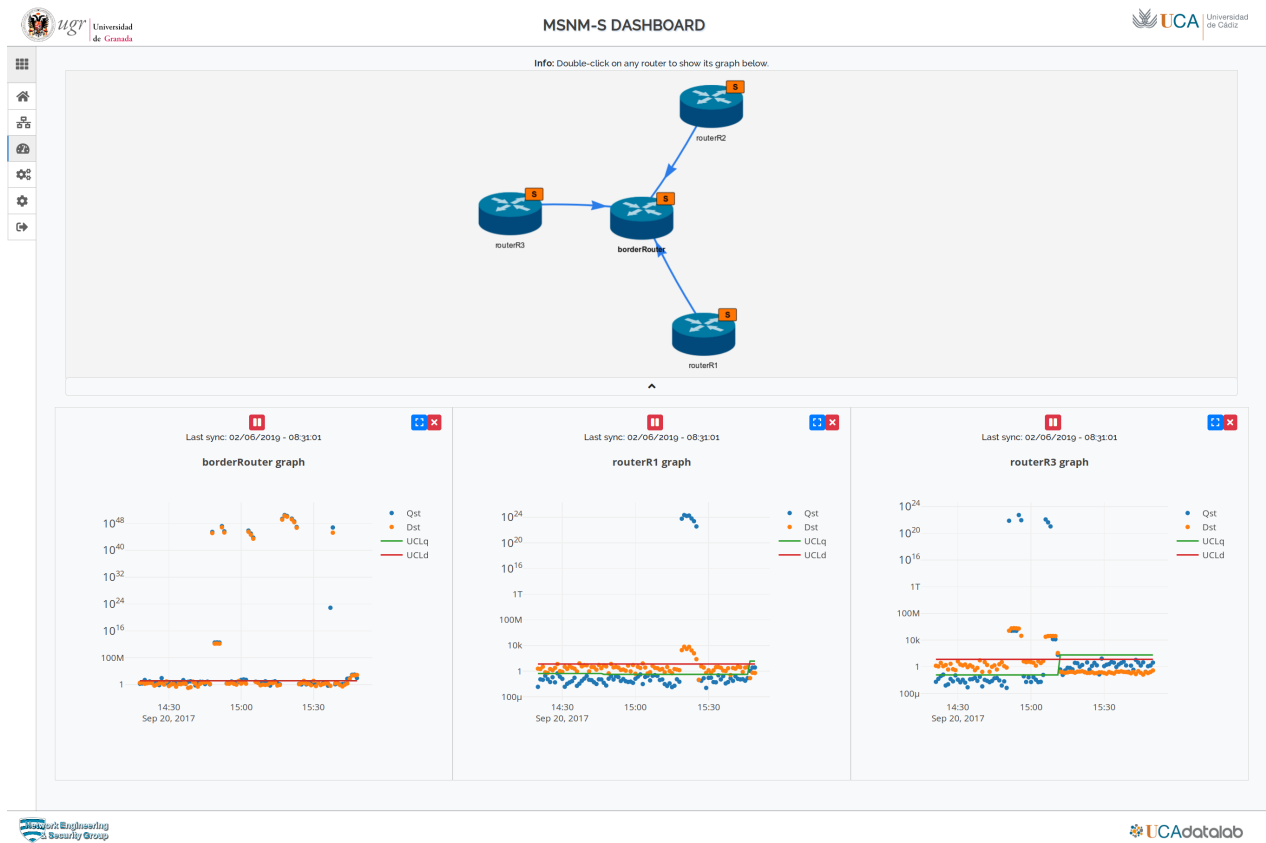 ugr Universidad de Granada
MSNM-S DASHBOARD
UCA Universidad de Cádiz
Info: Double-click on any router to show its graph below.
S
routerR2
S
routerR3
S
borderRouter
S
routerR1
Last sync: 02/06/2019 - 08:31:01
borderRouter graph
10^48
10^40
10^32
10^24
10^16
100M
1
14:30
15:00
15:30
Sep 20, 2017
Qst
Dst
UCLq
UCLd
Last sync: 02/06/2019 - 08:31:01
routerR1 graph
10^24
10^20
10^16
1T
100M
10k
1
100μ
14:30
15:00
15:30
Sep 20, 2017
Qst
Dst
UCLq
UCLd
Last sync: 02/06/2019 - 08:31:01
routerR3 graph
10^24
10^20
10^16
1T
100M
10k
1
100μ
14:30
15:00
15:30
Sep 20, 2017
Qst
Dst
UCLq
UCLd
Network Engineering
& Security Group
UCAdatalab